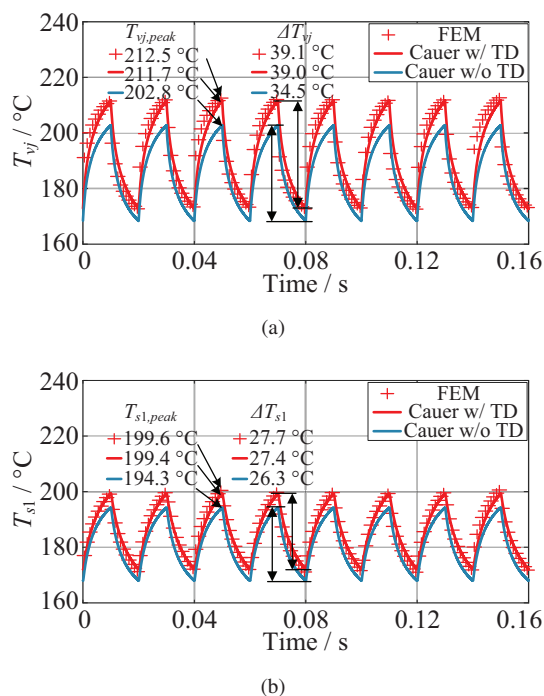 240
220
200
180
160
T_vj / °C
T_vj,peak
ΔT_vj
212.5 °C
39.1 °C
211.7 °C
39.0 °C
202.8 °C
34.5 °C
FEM
Cauer w/ TD
Cauer w/o TD
0 0.04 0.08 0.12 0.16
Time / s
(a)
240
220
200
180
160
T_s1 / °C
T_s1,peak
ΔT_s1
199.6 °C
27.7 °C
199.4 °C
27.4 °C
194.3 °C
26.3 °C
FEM
Cauer w/ TD
Cauer w/o TD
0 0.04 0.08 0.12 0.16
Time / s
(b)